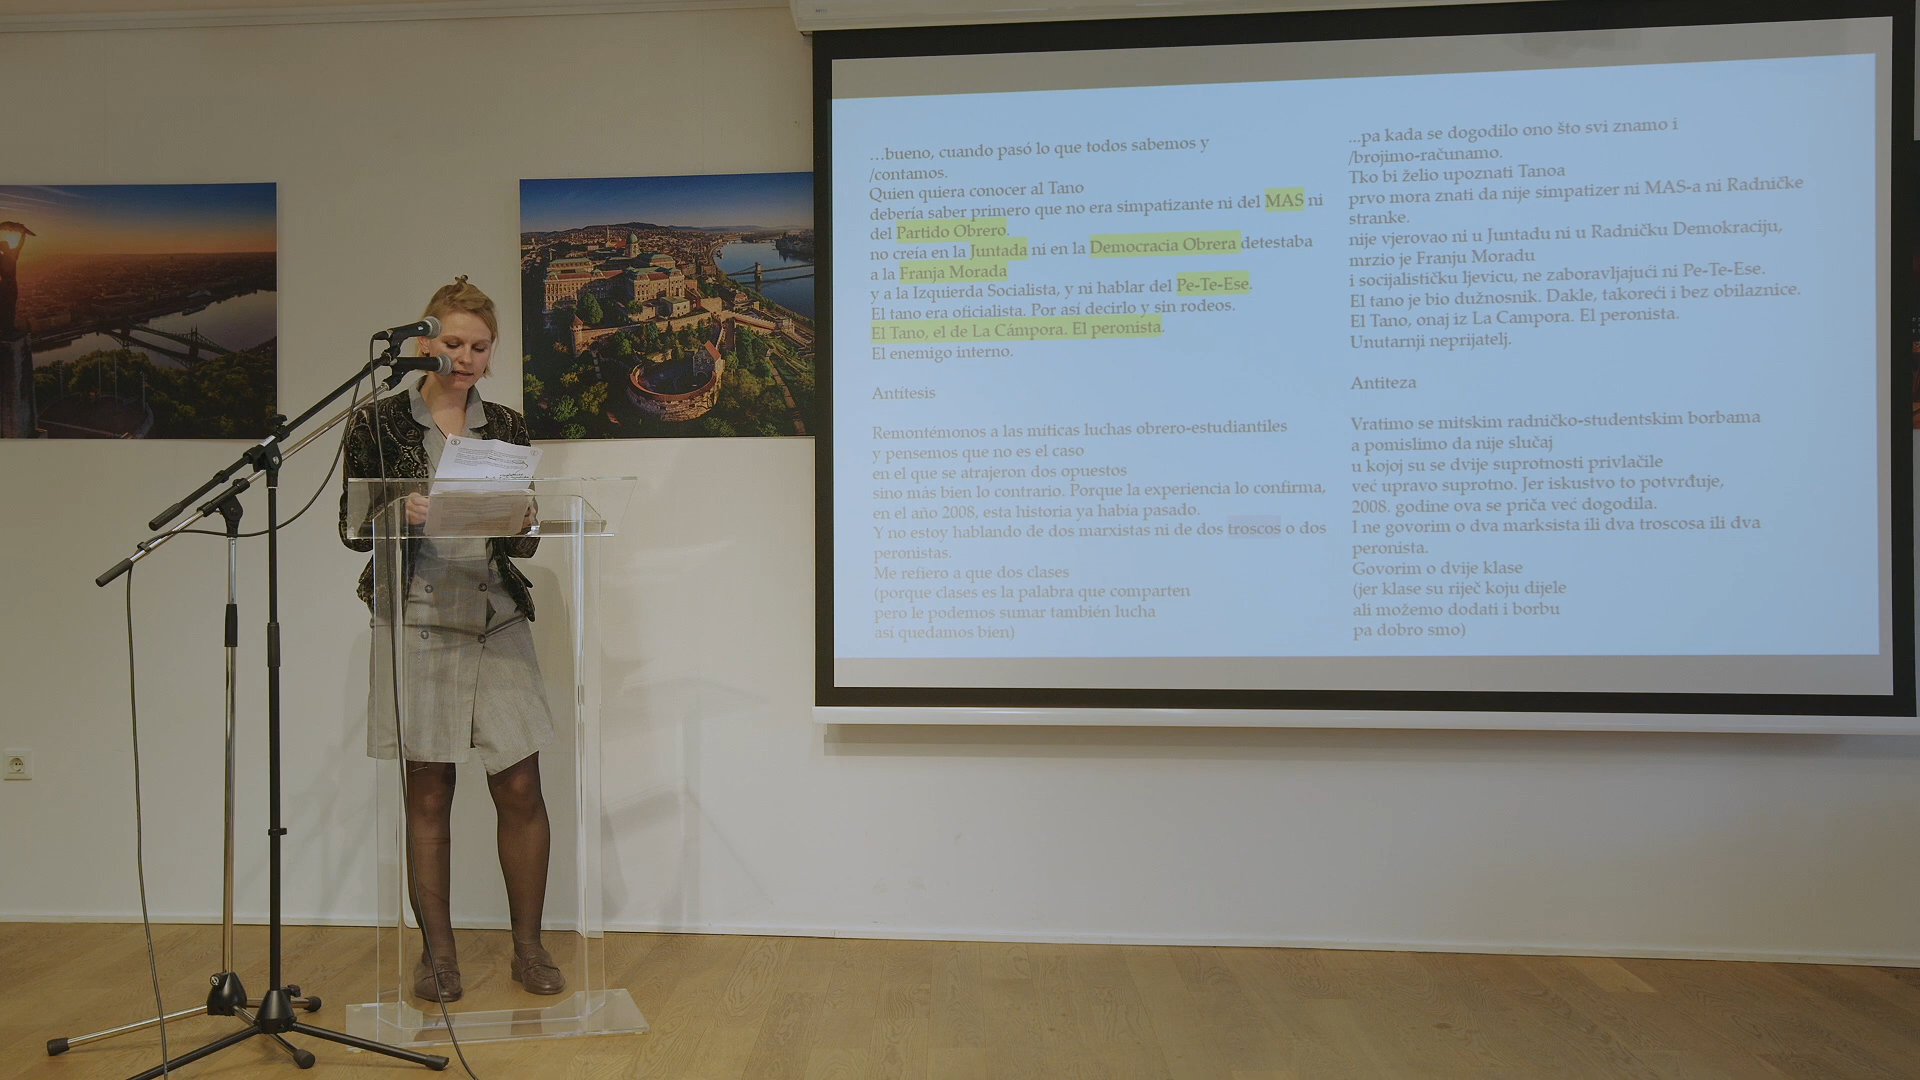 …bueno, cuando pasó lo que todos sabemos y
/contamos.
Quien quiera conocer al Tano
debería saber primero que no era simpatizante ni del MAS ni
del Partido Obrero.
no creía en la Juntada ni en la Democracia Obrera detestaba
a la Franja Morada
y a la Izquierda Socialista, y ni hablar del Pe-Te-Ese.
El tano era oficialista. Por así decirlo y sin rodeos.
El Tano, el de La Cámpora. El peronista.
El enemigo interno.
Antítesis
Remontémonos a las míticas luchas obrero-estudiantiles
y pensemos que no es el caso
en el que se atrajeron dos opuestos
sino más bien lo contrario. Porque la experiencia lo confirma,
en el año 2008, esta historia ya había pasado.
Y no estoy hablando de dos marxistas ni de dos troscos o dos
peronistas.
Me refiero a que dos clases
(porque clases es la palabra que comparten
pero le podemos sumar también lucha
así quedamos bien)
...pa kada se dogodilo ono što svi znamo i
/brojimo-računamo.
Tko bi želio upoznati Tanoa
prvo mora znati da nije simpatizer ni MAS-a ni Radničke
stranke.
nije vjerovao ni u Juntadu ni u Radničku Demokraciju,
mrzio je Franju Moradu
i socijalističku ljevicu, ne zaboravljajući ni Pe-Te-Ese.
El tano je bio dužnosnik. Dakle, takoreći i bez obilaznice.
El Tano, onaj iz La Campora. El peronista.
Unutarnji neprijatelj.
Antiteza
Vratimo se mitskim radničko-studentskim borbama
a pomislimo da nije slučaj
u kojoj su se dvije suprotnosti privlačile
već upravo suprotno. Jer iskustvo to potvrđuje,
2008. godine ova se priča već dogodila.
I ne govorim o dva marksista ili dva troscosa ili dva
peronista.
Govorim o dvije klase
(jer klase su riječ koju dijele
ali možemo dodati i borbu
pa dobro smo)